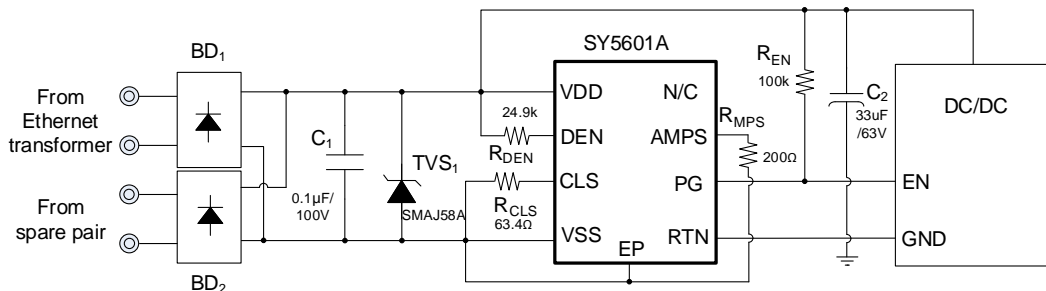 SY5601A
BD₁
From
Ethernet
transformer
From
spare pair
BD₂
C₁
0.1µF/
100V
TVS₁
SMAJ58A
24.9k
R_DEN
R_CLS
63.4Ω
VDD
DEN
CLS
VSS
EP
N/C
AMPS
PG
RTN
R_MPS
200Ω
R_EN
100k
C₂
33uF
/63V
DC/DC
EN
GND